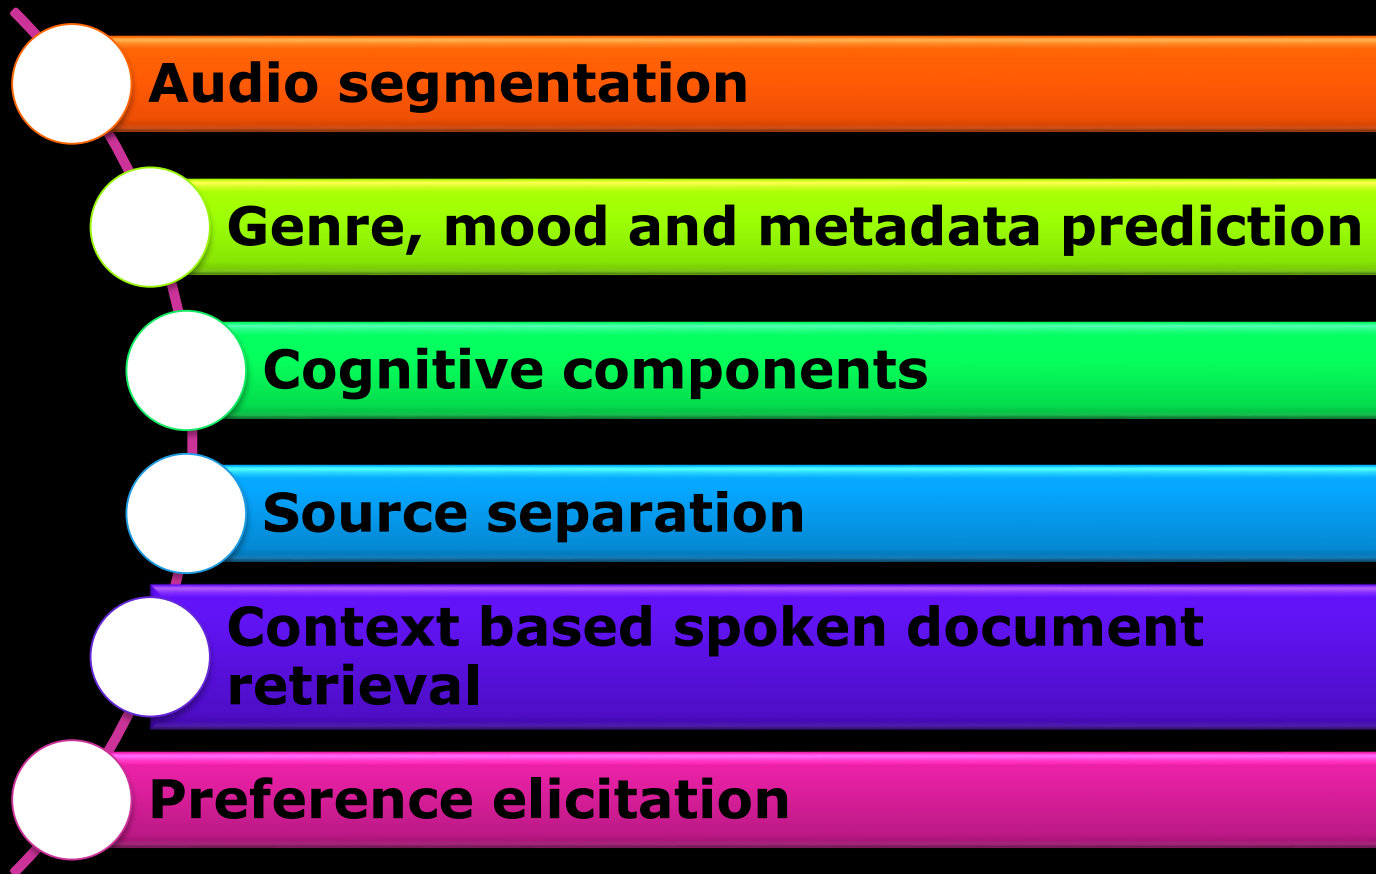 Audio segmentation
Genre, mood and metadata prediction
Cognitive components
Source separation
Context based spoken document
retrieval
Preference elicitation